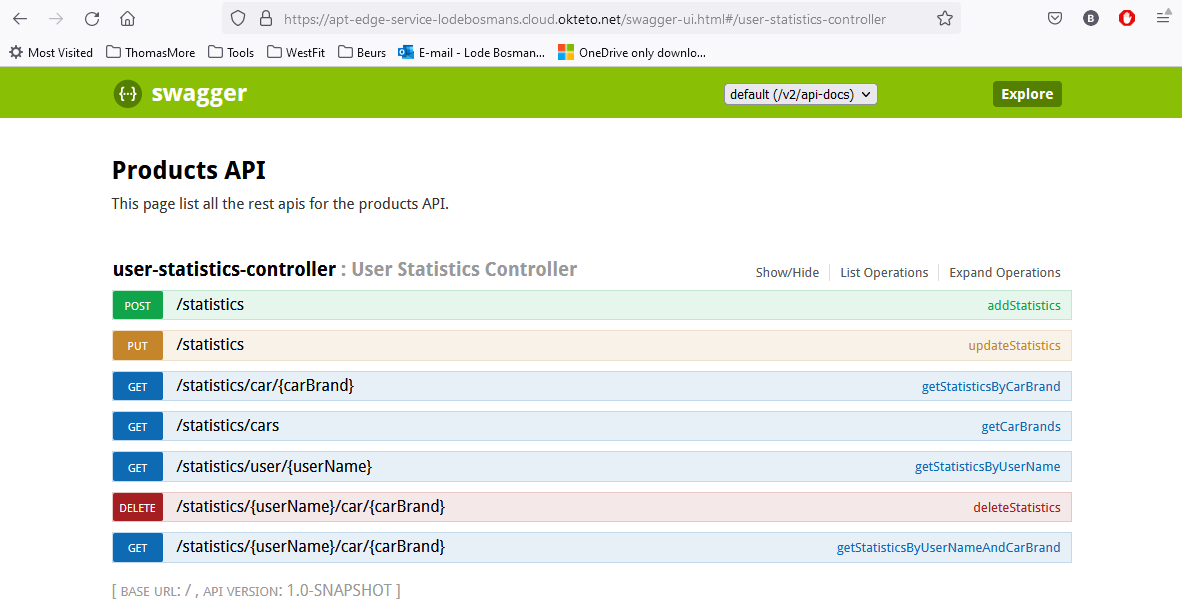 https://apt-edge-service-lodebosmans.cloud.okteto.net/swagger-ui.html#/user-statistics-controller
B
Most Visited ThomasMore Tools WestFit Beurs E-mail - Lode Bosman... OneDrive only downlo...
{··} swagger default (/v2/api-docs) Explore
Products API
This page list all the rest apis for the products API.
user-statistics-controller : User Statistics Controller Show/Hide List Operations Expand Operations
POST /statistics addStatistics
PUT /statistics updateStatistics
GET /statistics/car/{carBrand} getStatisticsByCarBrand
GET /statistics/cars getCarBrands
GET /statistics/user/{userName} getStatisticsByUserName
DELETE /statistics/{userName}/car/{carBrand} deleteStatistics
GET /statistics/{userName}/car/{carBrand} getStatisticsByUserNameAndCarBrand
[ BASE URL: / , API VERSION: 1.0-SNAPSHOT ]